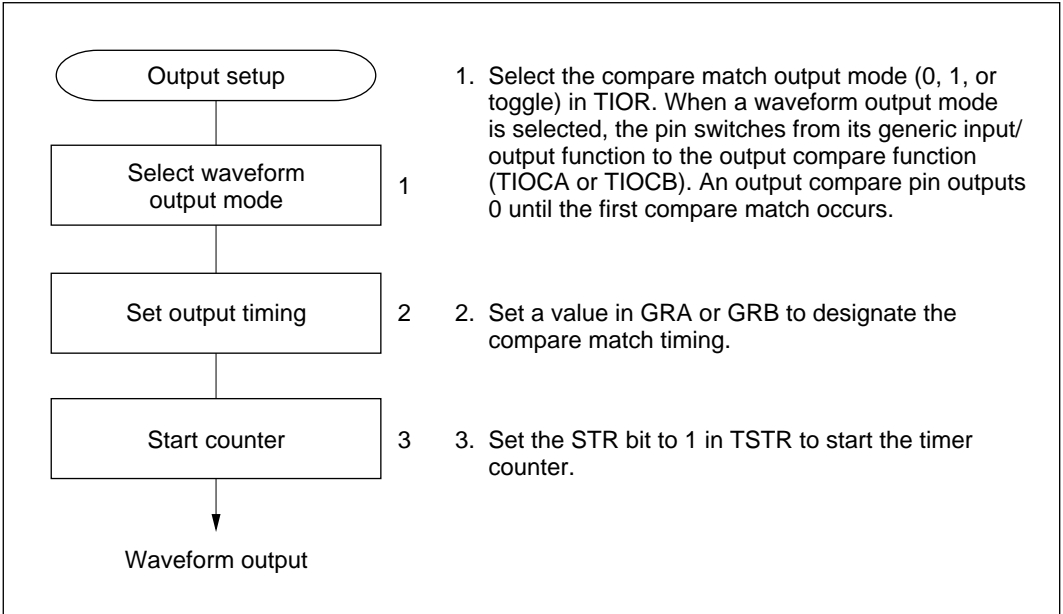 Output setup
Select waveform
output mode
1
1. Select the compare match output mode (0, 1, or
toggle) in TIOR. When a waveform output mode
is selected, the pin switches from its generic input/
output function to the output compare function
(TIOCA or TIOCB). An output compare pin outputs
0 until the first compare match occurs.
Set output timing
2
2. Set a value in GRA or GRB to designate the
compare match timing.
Start counter
3
3. Set the STR bit to 1 in TSTR to start the timer
counter.
Waveform output